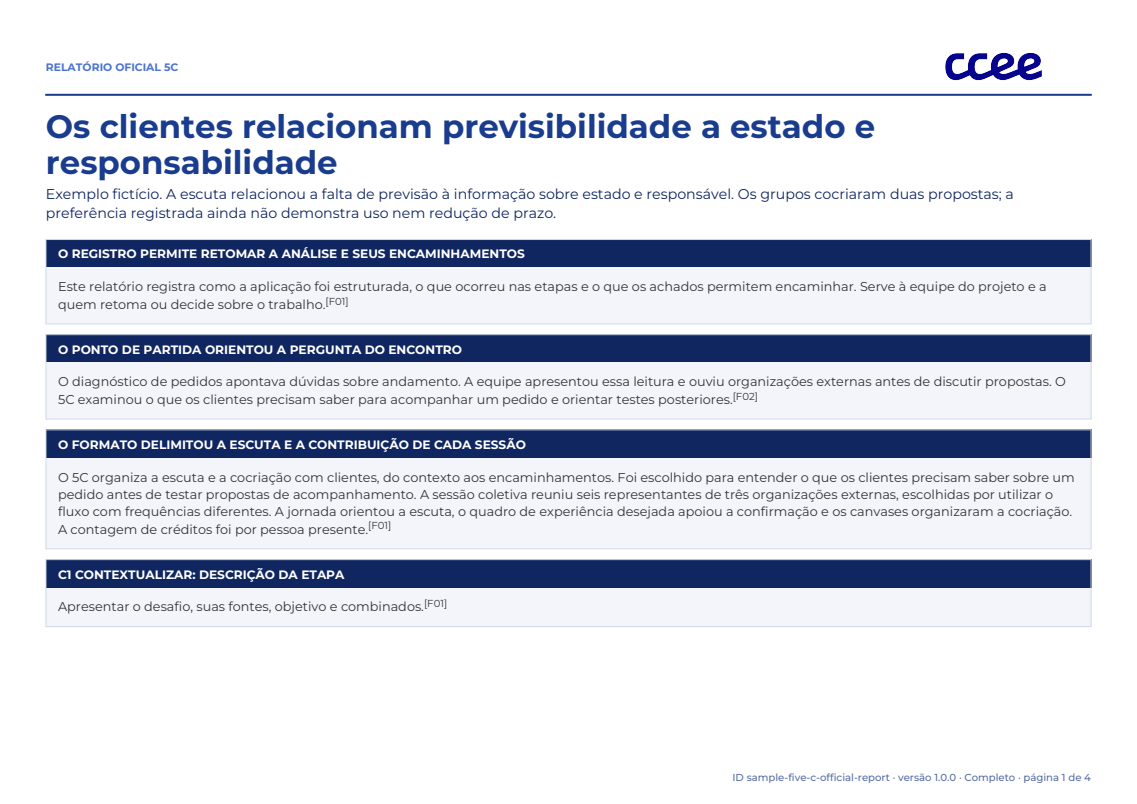 RELATÓRIO OFICIAL 5C
ccee
Os clientes relacionam previsibilidade a estado e
responsabilidade
Exemplo fictício. A escuta relacionou a falta de previsão à informação sobre estado e responsável. Os grupos cocriaram duas propostas; a
preferência registrada ainda não demonstra uso nem redução de prazo.
O REGISTRO PERMITE RETOMAR A ANÁLISE E SEUS ENCAMINHAMENTOS
Este relatório registra como a aplicação foi estruturada, o que ocorreu nas etapas e o que os achados permitem encaminhar. Serve à equipe do projeto e a
quem retoma ou decide sobre o trabalho.[F01]
O PONTO DE PARTIDA ORIENTOU A PERGUNTA DO ENCONTRO
O diagnóstico de pedidos apontava dúvidas sobre andamento. A equipe apresentou essa leitura e ouviu organizações externas antes de discutir propostas. O
5C examinou o que os clientes precisam saber para acompanhar um pedido e orientar testes posteriores.[F02]
O FORMATO DELIMITOU A ESCUTA E A CONTRIBUIÇÃO DE CADA SESSÃO
O 5C organiza a escuta e a cocriação com clientes, do contexto aos encaminhamentos. Foi escolhido para entender o que os clientes precisam saber sobre um
pedido antes de testar propostas de acompanhamento. A sessão coletiva reuniu seis representantes de três organizações externas, escolhidas por utilizar o
fluxo com frequências diferentes. A jornada orientou a escuta, o quadro de experiência desejada apoiou a confirmação e os canvases organizaram a cocriação.
A contagem de créditos foi por pessoa presente.[F01]
C1 CONTEXTUALIZAR: DESCRIÇÃO DA ETAPA
Apresentar o desafio, suas fontes, objetivo e combinados.[F01]
ID sample-five-c-official-report · versão 1.0.0 · Completo · página 1 de 4